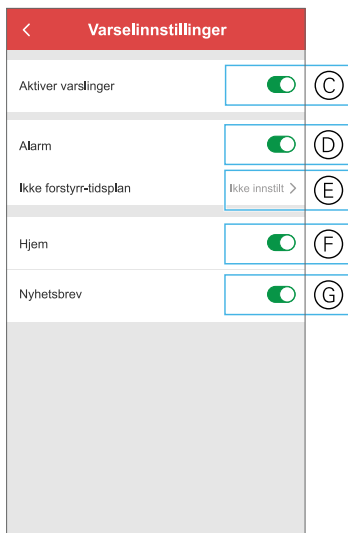 Varselinnstillinger
Aktiver varslinger C
Alarm D
Ikke forstyrr-tidsplan Ikke innstilt E
Hjem F
Nyhetsbrev G